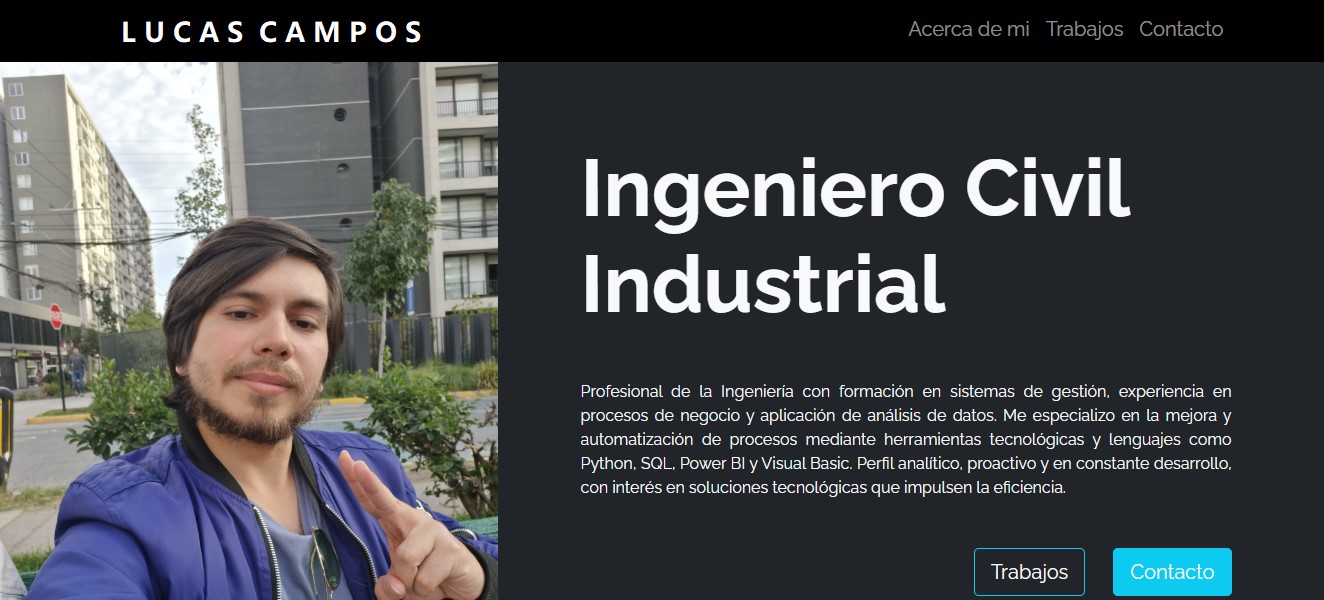 LUCAS CAMPOS
Acerca de mi Trabajos Contacto
Ingeniero Civil
Industrial
Profesional de la Ingeniería con formación en sistemas de gestión, experiencia en
procesos de negocio y aplicación de análisis de datos. Me especializo en la mejora y
automatización de procesos mediante herramientas tecnológicas y lenguajes como
Python, SQL, Power BI y Visual Basic. Perfil analítico, proactivo y en constante desarrollo,
con interés en soluciones tecnológicas que impulsen la eficiencia.
Trabajos Contacto